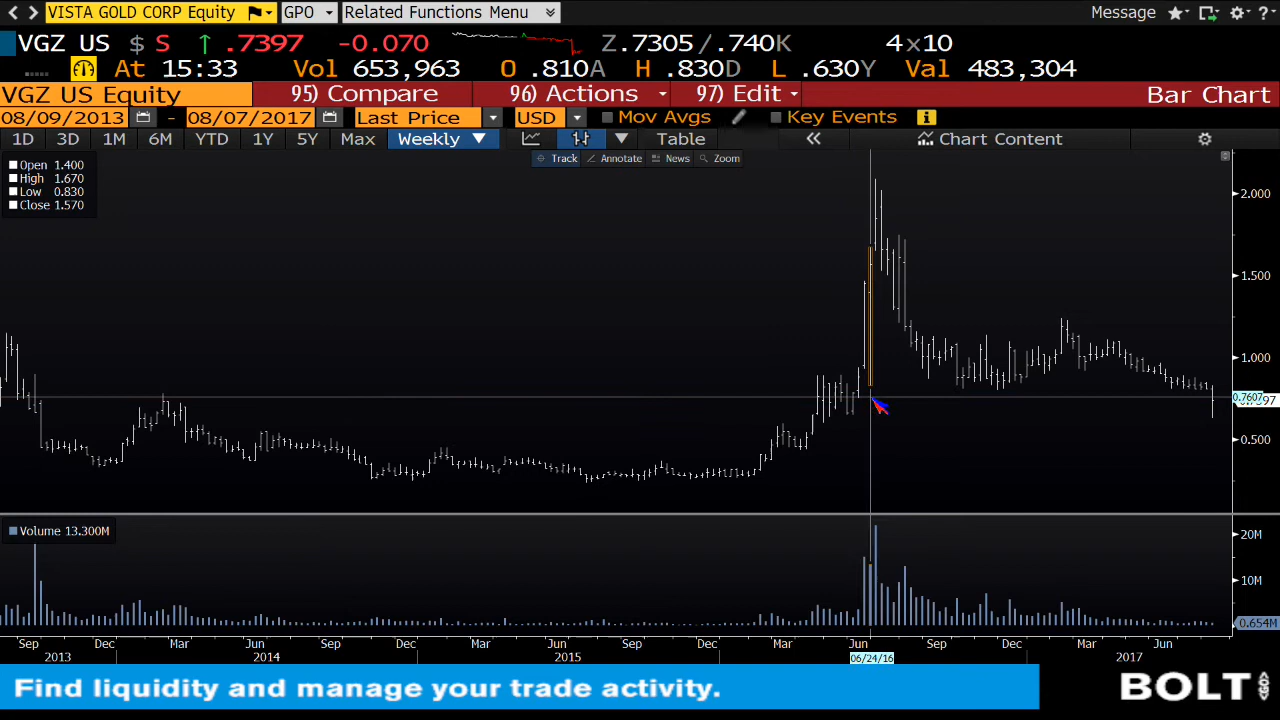 VISTA GOLD CORP Equity GPO Related Functions Menu Message ?
VGZ US $ S ↑ .7397 -0.070 Z.7305/.740K 4x10
At 15:33 Vol 653,963 O .810A H .830D L .630Y Val 483,304
VGZ US Equity 95) Compare 96) Actions 97) Edit Bar Chart
08/09/2013 - 08/07/2017 Last Price USD Mov Avgs Key Events i
1D 3D 1M 6M YTD 1Y 5Y Max Weekly ▼ Table « Chart Content
Track Annotate News Zoom
Open 1.400
High 1.670
Low 0.830
Close 1.570
2.000
1.500
1.000
0.7607
0.500
Volume 13.300M
20M
10M
0.654M
Sep Dec Mar Jun Sep Dec Mar Jun Sep Dec Mar Jun Sep Dec Mar Jun
2013 2014 2015 06/24/16 2017
Find liquidity and manage your trade activity.
BOLT <GO>